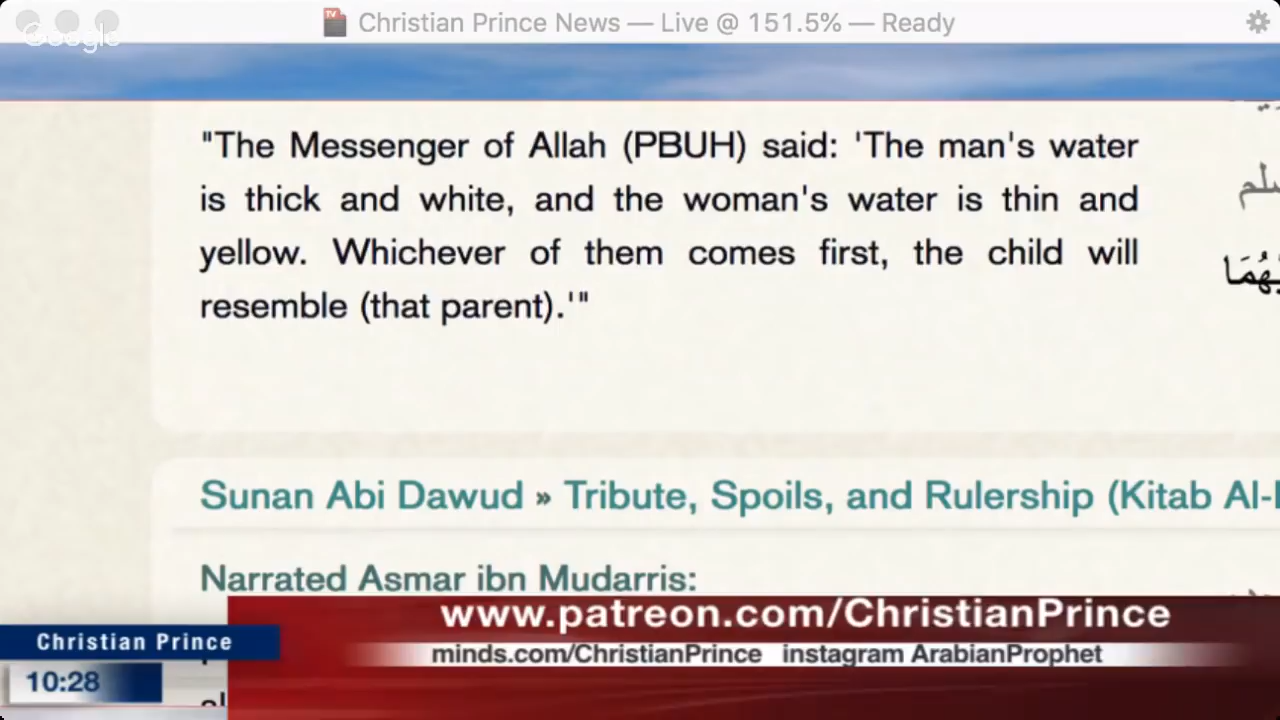 Christian Prince News — Live @ 151.5% — Ready
Google
"The Messenger of Allah (PBUH) said: 'The man's water
is thick and white, and the woman's water is thin and
yellow. Whichever of them comes first, the child will
resemble (that parent).'"
Sunan Abi Dawud » Tribute, Spoils, and Rulership (Kitab Al-
Narrated Asmar ibn Mudarris:
www.patreon.com/ChristianPrince
Christian Prince
minds.com/ChristianPrince instagram ArabianProphet
10:28